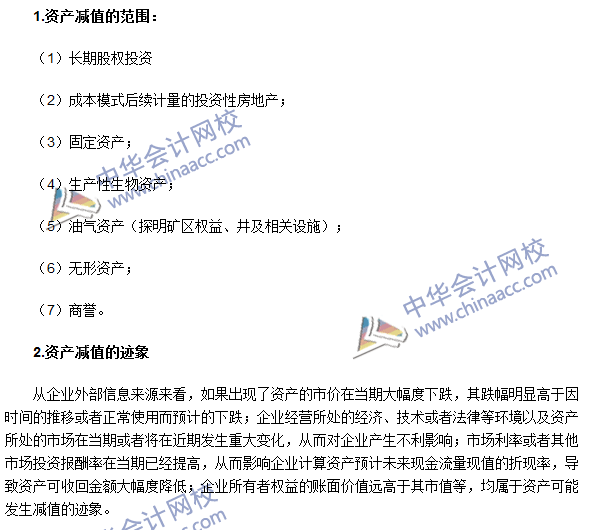 1.资产减值的范围：
（1）长期股权投资
（2）成本模式后续计量的投资性房地产；
（3）固定资产；
（4）生产性生物资产；
（5）油气资产（探明矿区权益、井及相关设施）；
（6）无形资产；
（7）商誉。
2.资产减值的迹象
从企业外部信息来源来看，如果出现了资产的市价在当期大幅度下跌，其跌幅明显高于因
时间的推移或者正常使用而预计的下跌；企业经营所处的经济、技术或者法律等环境以及资产
所处的市场在当期或者将在近期发生重大变化，从而对企业产生不利影响；市场利率或者其他
市场投资报酬率在当期已经提高，从而影响企业计算资产预计未来现金流量现值的折现率，导
致资产可收回金额大幅度降低；企业所有者权益的账面价值远高于其市值等，均属于资产可能
发生减值的迹象。
中华会计网校
www.chinaacc.com
中华会计网校
www.chinaacc.com
中华会计网校